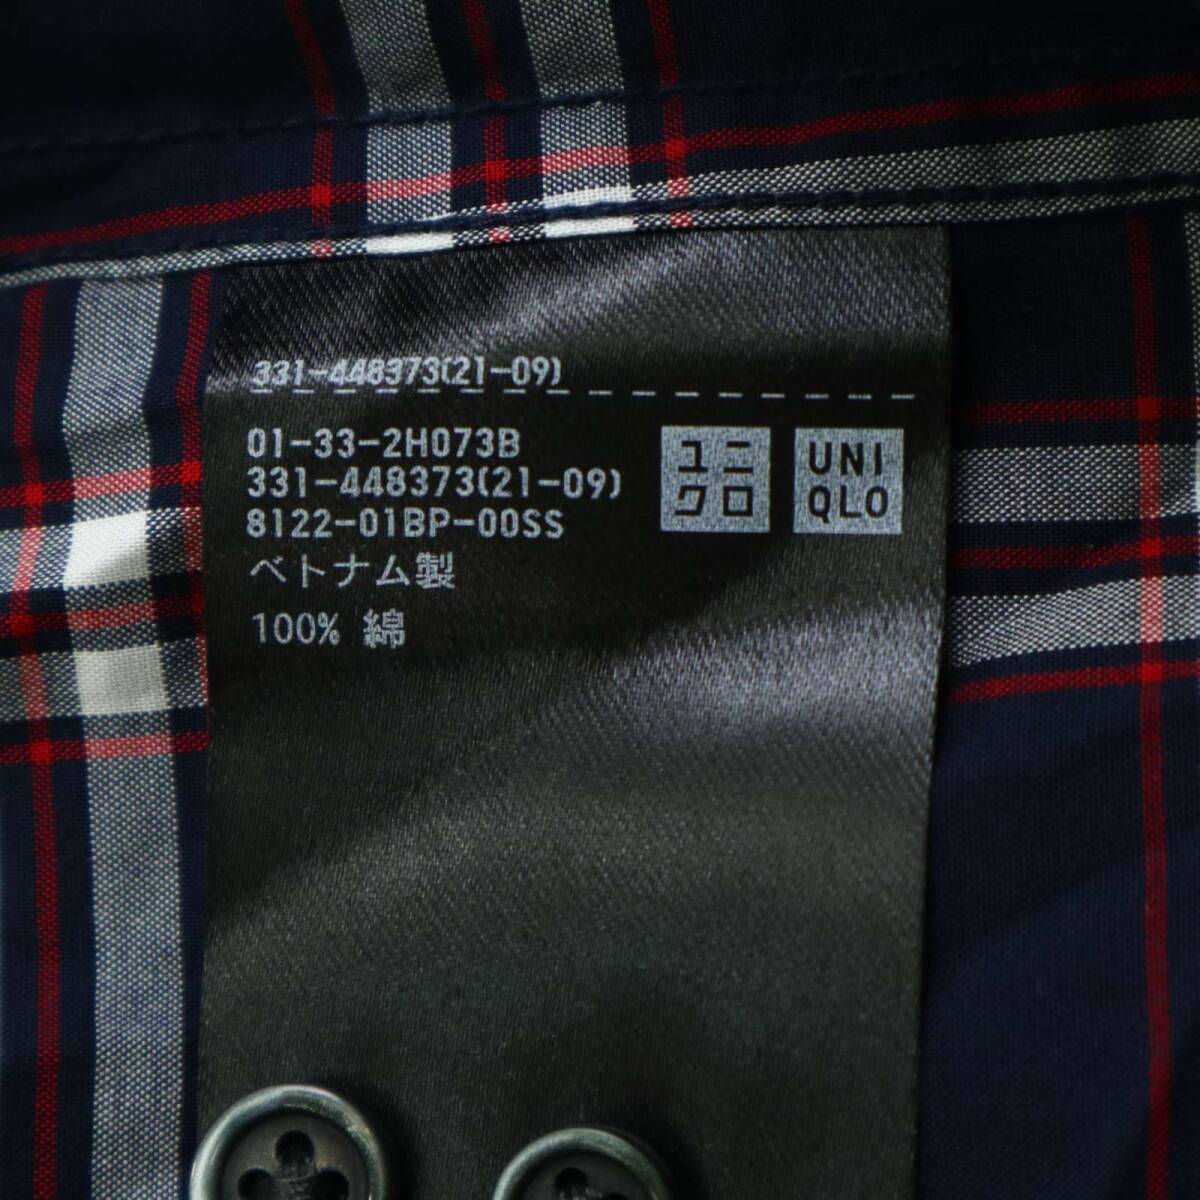 331-448373(21-09)
01-33-2H073B
331-448373(21-09)
8122-01BP-00SS
ベトナム製
100% 綿
ユニ
クロ
UNI
QLO